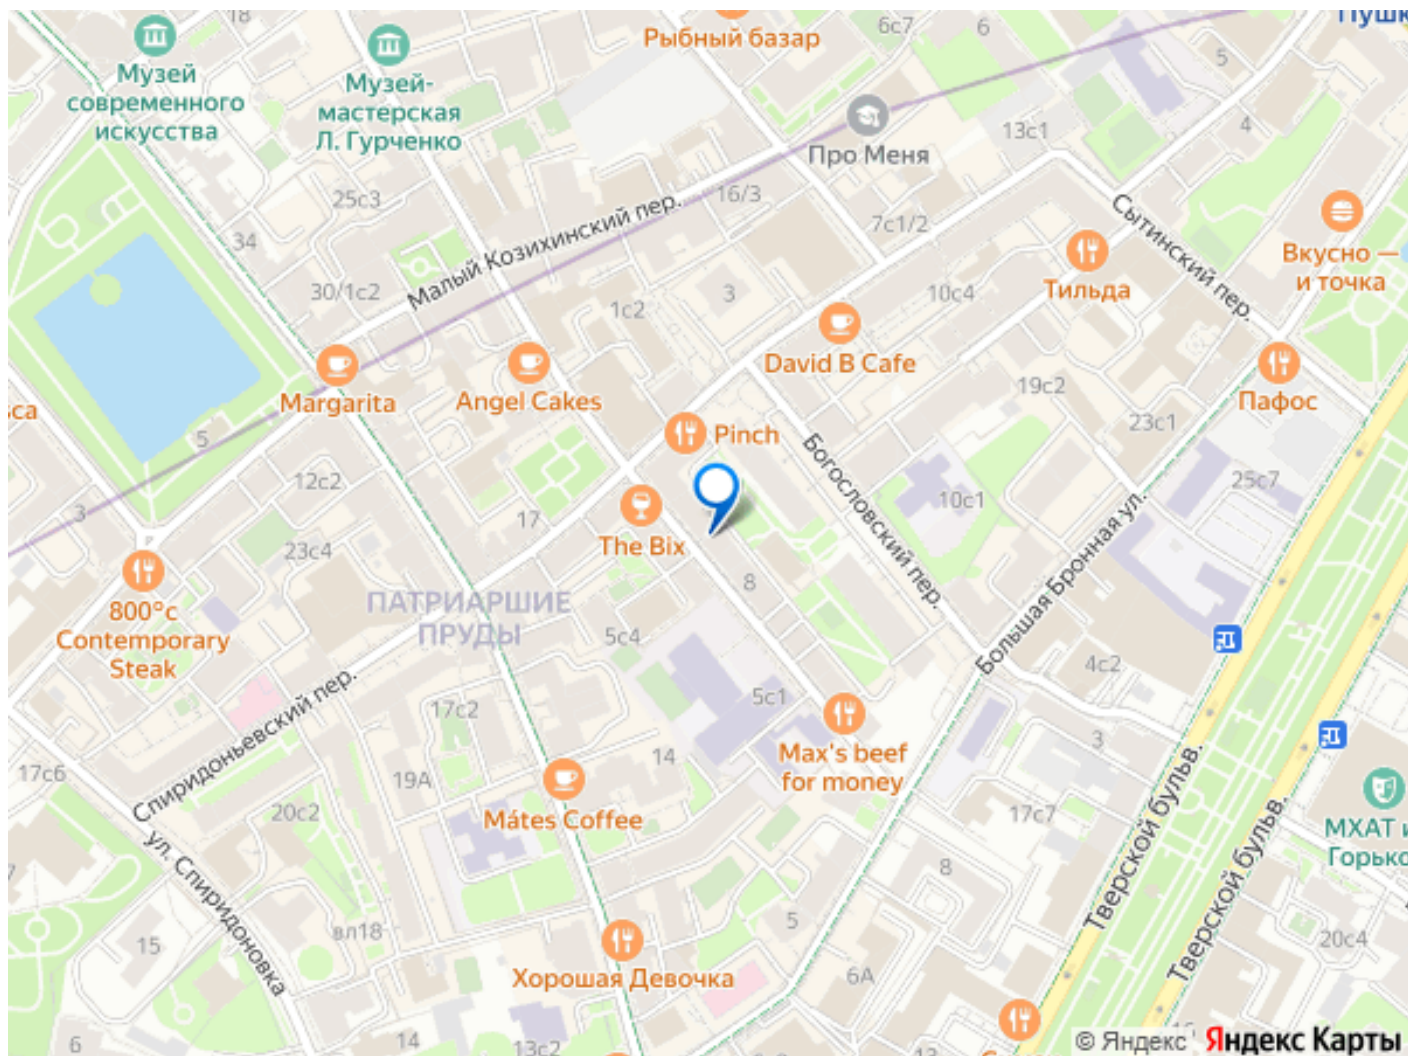 18
Рыбный базар
6с7
6
6
Пушк
5
Музей
современного
искусства
Музей-
мастерская
Л. Гурченко
Про Меня
13с1
4
25с3
16/3
7с1/2
Сытинский пер.
Вкусно —
и точка
34
Малый Козихинский пер.
30/1с2
1с2
3
10с4
Тильда
David B Cafe
Margarita
Angel Cakes
19с2
Пафос
5
Pinch
23с1
Богословский пер.
12с2
25с7
3
17
10с1
Большая Бронная ул.
23с4
The Bix
8
800°с
Contemporary
Steak
ПАТРИАРШИЕ
ПРУДЫ
5с4
4с2
Спиридоньевский пер.
17с2
5с1
3
14
Max's beef
for money
17с6
19А
20с2
Mátes Coffee
17с7
Тверской бульв.
Тверской бульв.
МХАТ и
Горько
ул. Спиридоновка
8
15
вл18
5
20с4
Хорошая Девочка
6А
6
14
13с2
13
© Яндекс
Яндекс Карты